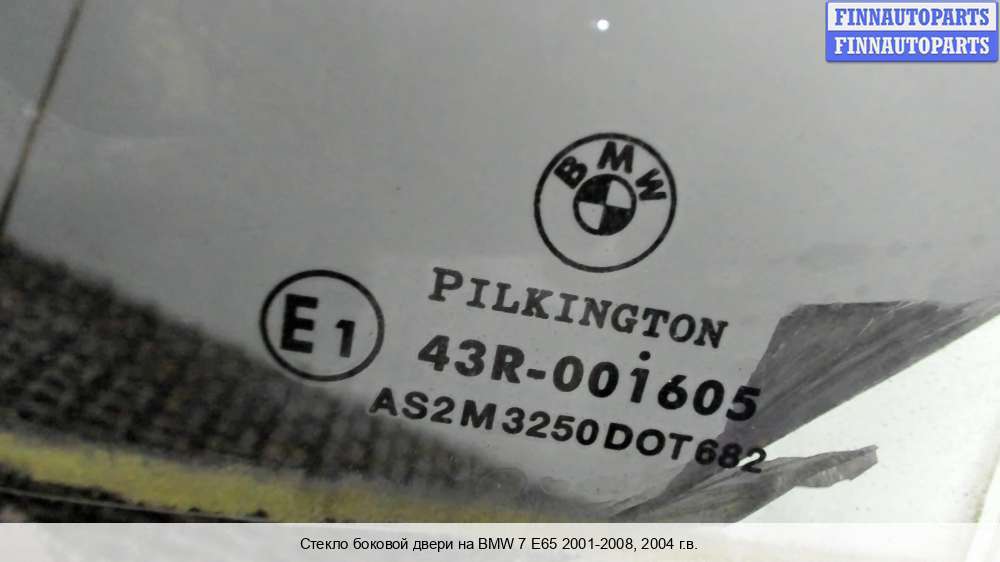 FINNAUTOPARTS
FINNAUTOPARTS
BMW
PILKINGTON
E1
43R-001605
AS2M3250DOT682
Стекло боковой двери на BMW 7 E65 2001-2008, 2004 г.в.